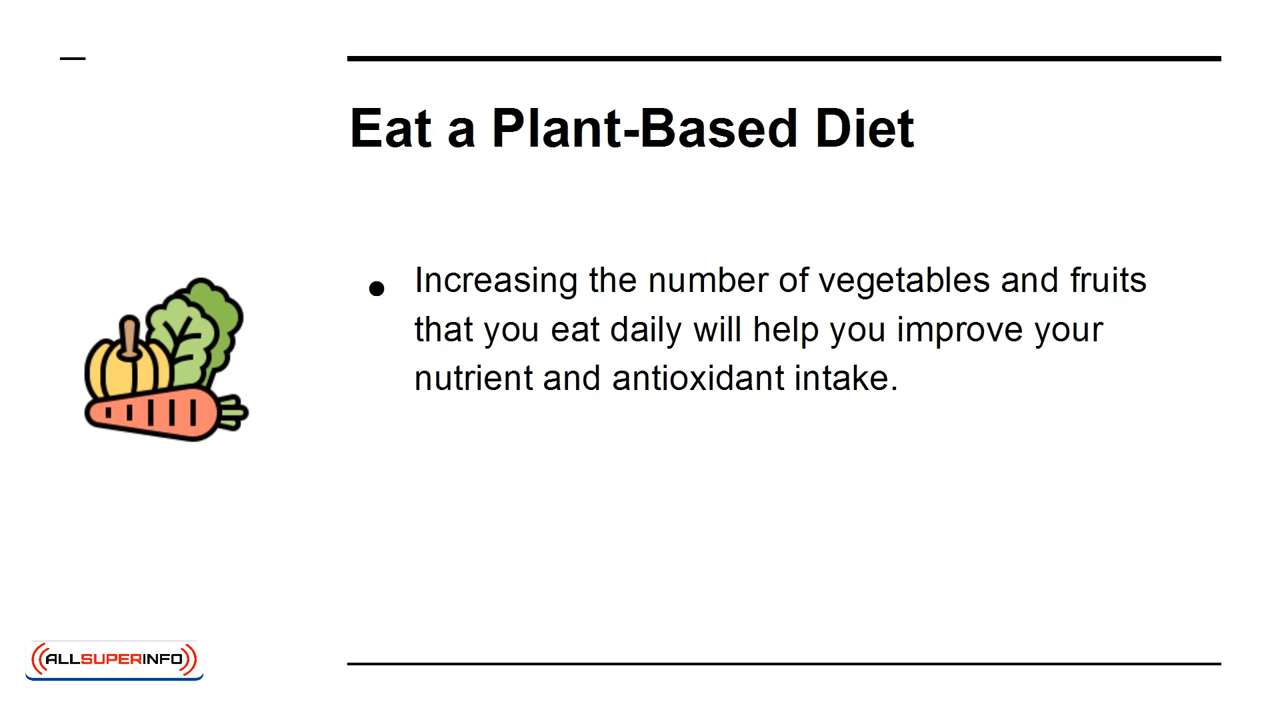 Eat a Plant-Based Diet
● Increasing the number of vegetables and fruits
that you eat daily will help you improve your
nutrient and antioxidant intake.
ALLSUPERINFO